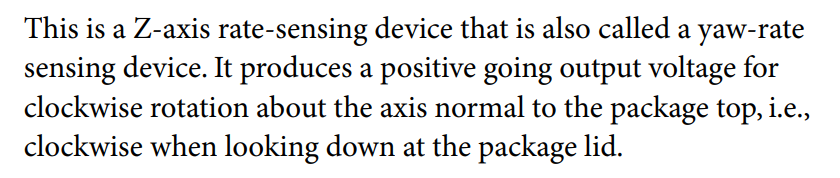 This is a Z-axis rate-sensing device that is also called a yaw-rate
sensing device. It produces a positive going output voltage for
clockwise rotation about the axis normal to the package top, i.e.,
clockwise when looking down at the package lid.